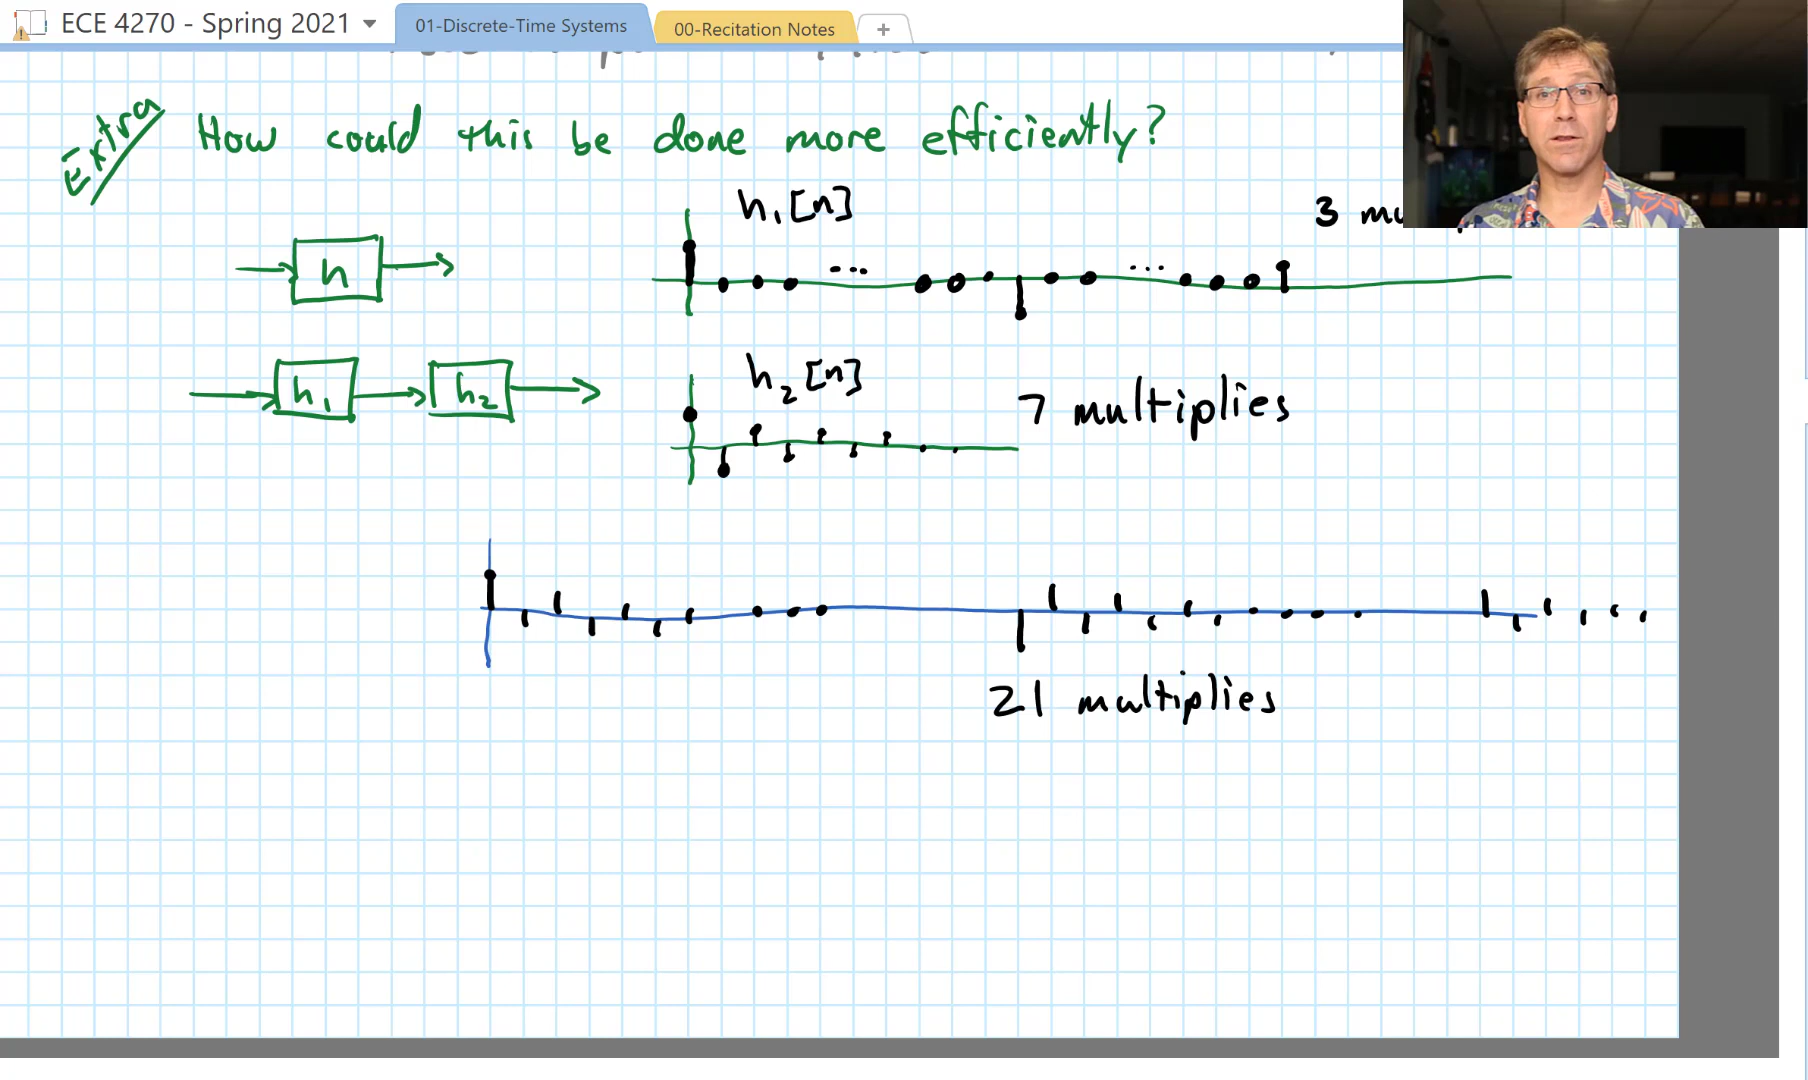 ECE 4270 - Spring 2021
01-Discrete-Time Systems
00-Recitation Notes
Extra
How could this be done more efficiently?
h₁[n]
3
h
h₂[n]
h₁
h₂
7 multiplies
21 multiplies